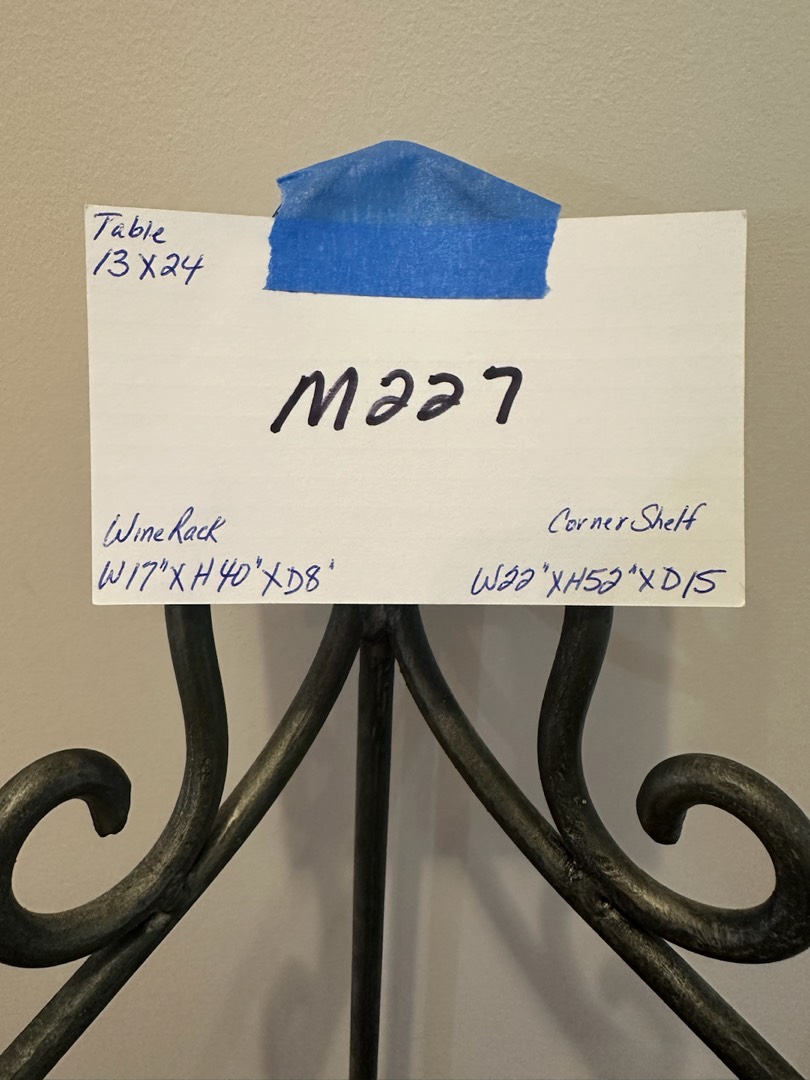 Table
13 X 24
M227
Wine Rack
W17" X H40" X D8'
Corner Shelf
W22" X H52" X D15